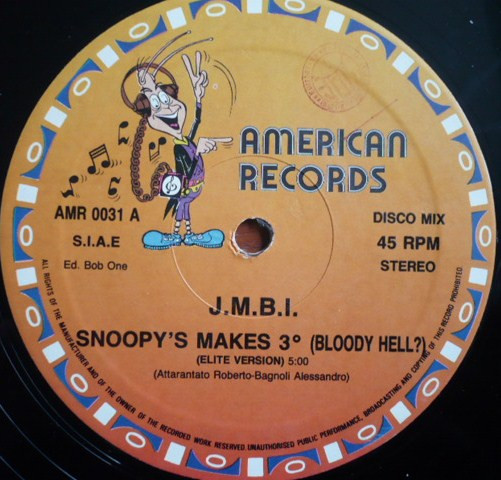 AMERICAN
RECORDS
AMR 0031 A
S.I.A.E
Ed. Bob One
DISCO MIX
45 RPM
STEREO
J.M.B.I.
SNOOPY'S MAKES 3° (BLOODY HELL?)
(ELITE VERSION) 5:00
(Attarantato Roberto-Bagnoli Alessandro)
ALL RIGHTS OF THE MANUFACTURER AND OF THE OWNER OF THE RECORDED WORK RESERVED. UNAUTHORISED PUBLIC PERFORMANCE, BROADCASTING AND COPYING OF THIS RECORD PROHIBITED